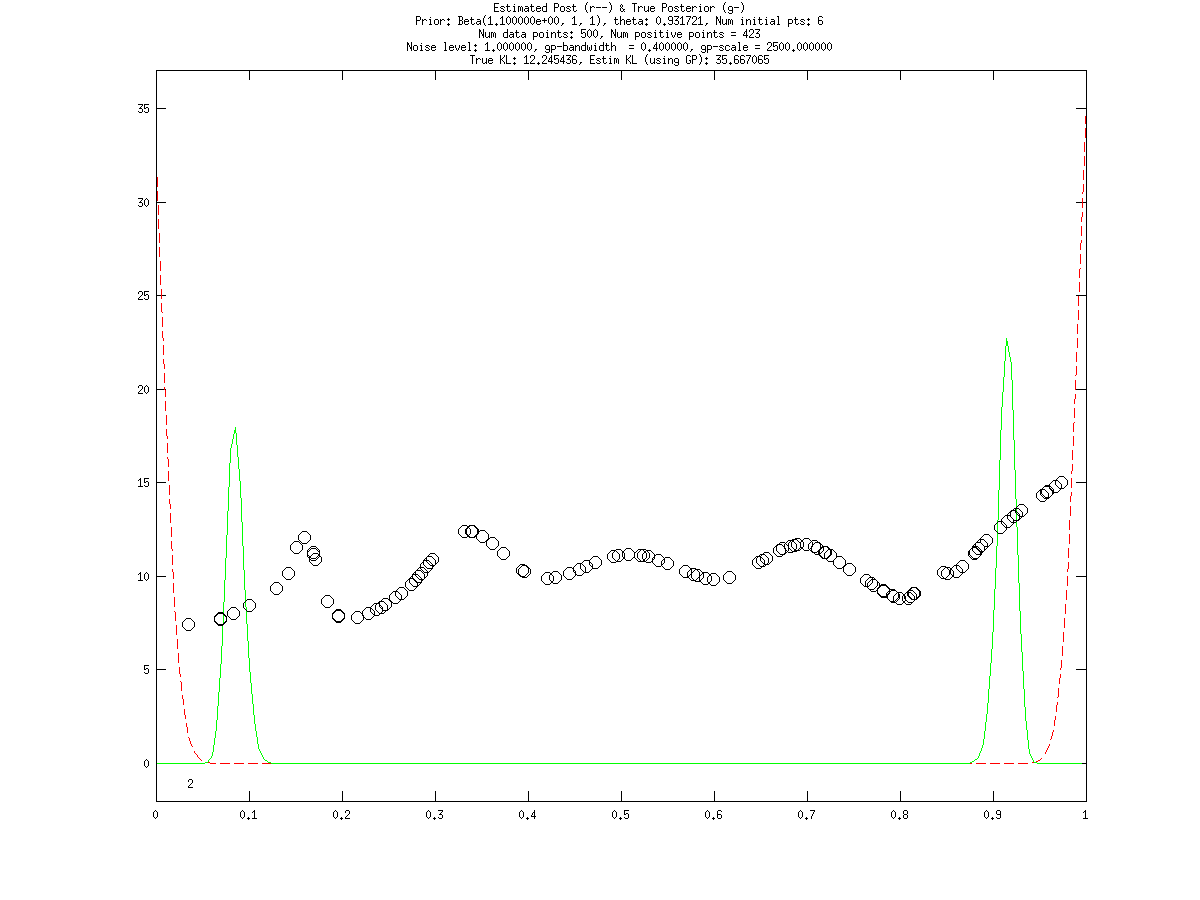 Estimated Post (r--) & True Posterior (g-)
Prior: Beta(1.100000e+00, 1, 1), theta: 0.931721, Num initial pts: 6
Num data points: 500, Num positive points = 423
Noise level: 1.000000, gp-bandwidth  = 0.400000, gp-scale = 2500.000000
True KL: 12.245436, Estim KL (using GP): 35.667065
35
30
25
20
15
10
5
0
2
0 0.1 0.2 0.3 0.4 0.5 0.6 0.7 0.8 0.9 1